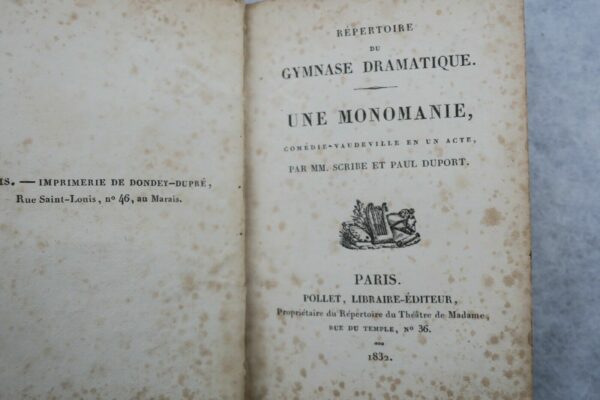 IS. — IMPRIMERIE DE DONDEY-DUPRÉ,
Rue Saint-Louis, nº 46, au Marais.
RÉPERTOIRE
DU
GYMNASE DRAMATIQUE.
UNE MONOMANIE,
COMÉDIE-VAUDEVILLE EN UN ACTE,
PAR MM. SCRIBE ET PAUL DUPORT.
PARIS.
POLLET, LIBRAIRE-ÉDITEUR,
Propriétaire du Répertoire du Théâtre de Madame,
RUE DU TEMPLE, Nº 36.
1832.